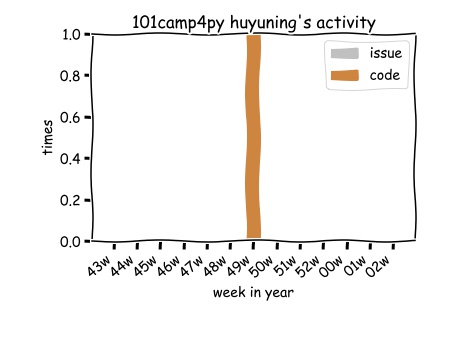 101camp4py huyuning's activity
issue
code
1.0
0.8
0.6
0.4
0.2
0.0
times
43w 44w 45w 46w 47w 48w 49w 50w 51w 52w 00w 01w 02w
week in year